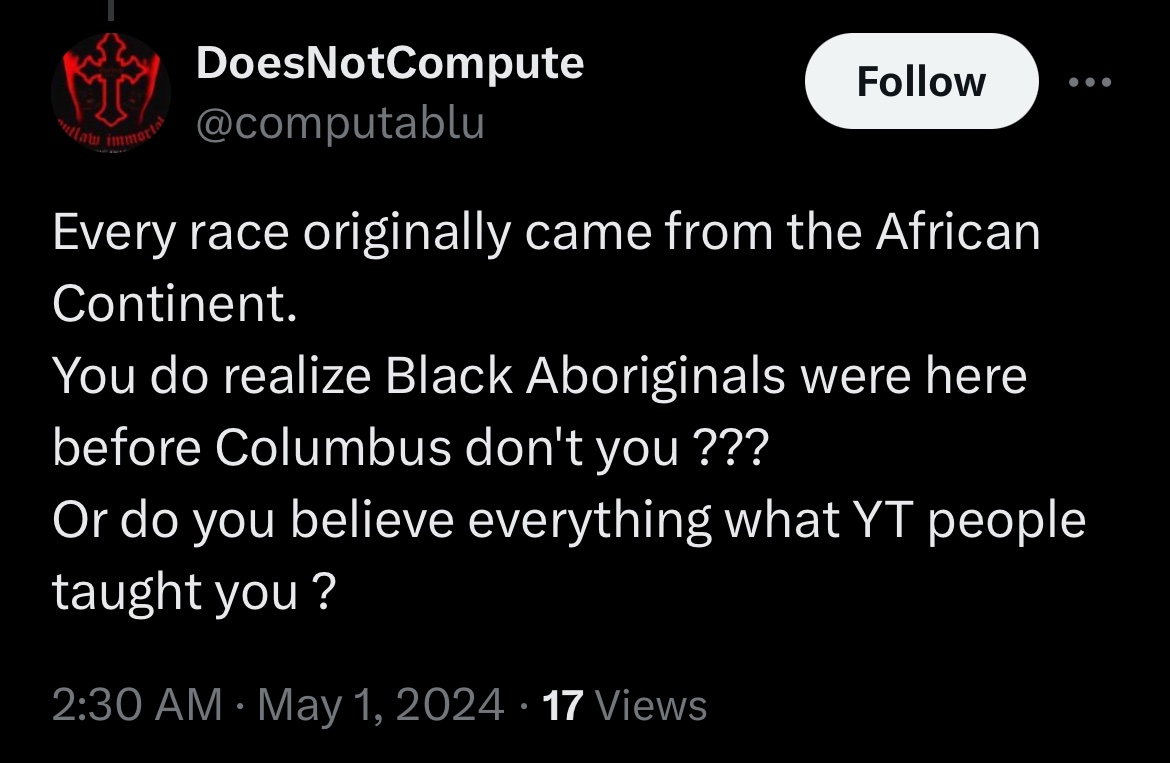 DoesNotCompute
Follow
@computablu
Every race originally came from the African
Continent.
You do realize Black Aboriginals were here
before Columbus don't you ???
Or do you believe everything what YT people
taught you ?
2:30 AM · May 1, 2024 · 17 Views
outlaw immortal